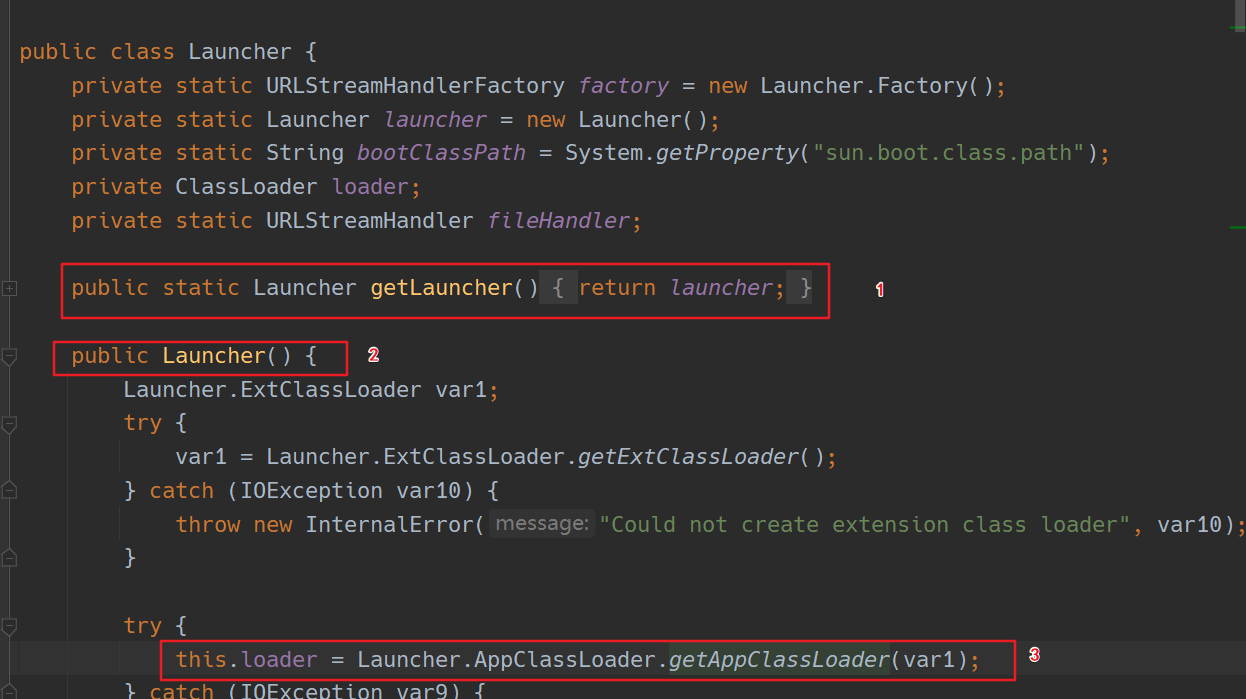 public class Launcher {
private static URLStreamHandlerFactory factory = new Launcher.Factory();
private static Launcher launcher = new Launcher();
private static String bootClassPath = System.getProperty("sun.boot.class.path");
private ClassLoader loader;
private static URLStreamHandler fileHandler;
public static Launcher getLauncher() { return launcher; } 1
public Launcher() { 2
Launcher.ExtClassLoader var1;
try {
var1 = Launcher.ExtClassLoader.getExtClassLoader();
} catch (IOException var10) {
throw new InternalError( message: "Could not create extension class loader", var10);
}
try {
this.loader = Launcher.AppClassLoader.getAppClassLoader(var1); 3
} catch (IOException var9) {